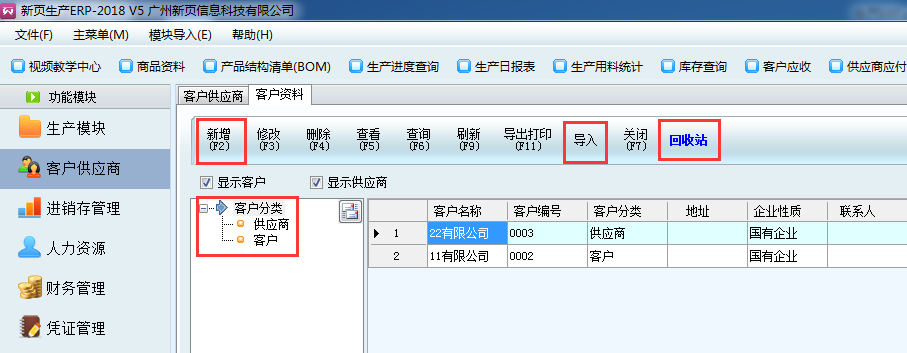 新页生产ERP-2018 V5 广州新页信息科技有限公司
文件(F) 主菜单(M) 模块导入(E) 帮助(H)
视频教学中心 商品资料 产品结构清单(BOM) 生产进度查询 生产日报表 生产用料统计 库存查询 客户应收 供应商应付
功能模块
生产模块
客户供应商
进销存管理
人力资源
财务管理
凭证管理
客户供应商 客户资料
新增 修改 删除 查看 查询 刷新 导出打印 导入 关闭 回收站
(F2) (F3) (F4) (F5) (F6) (F9) (F11) (F7)
显示客户 显示供应商
客户分类
供应商
客户
客户名称 客户编号 客户分类 地址 企业性质 联系人
1 22有限公司 0003 供应商 国有企业
2 11有限公司 0002 客户 国有企业